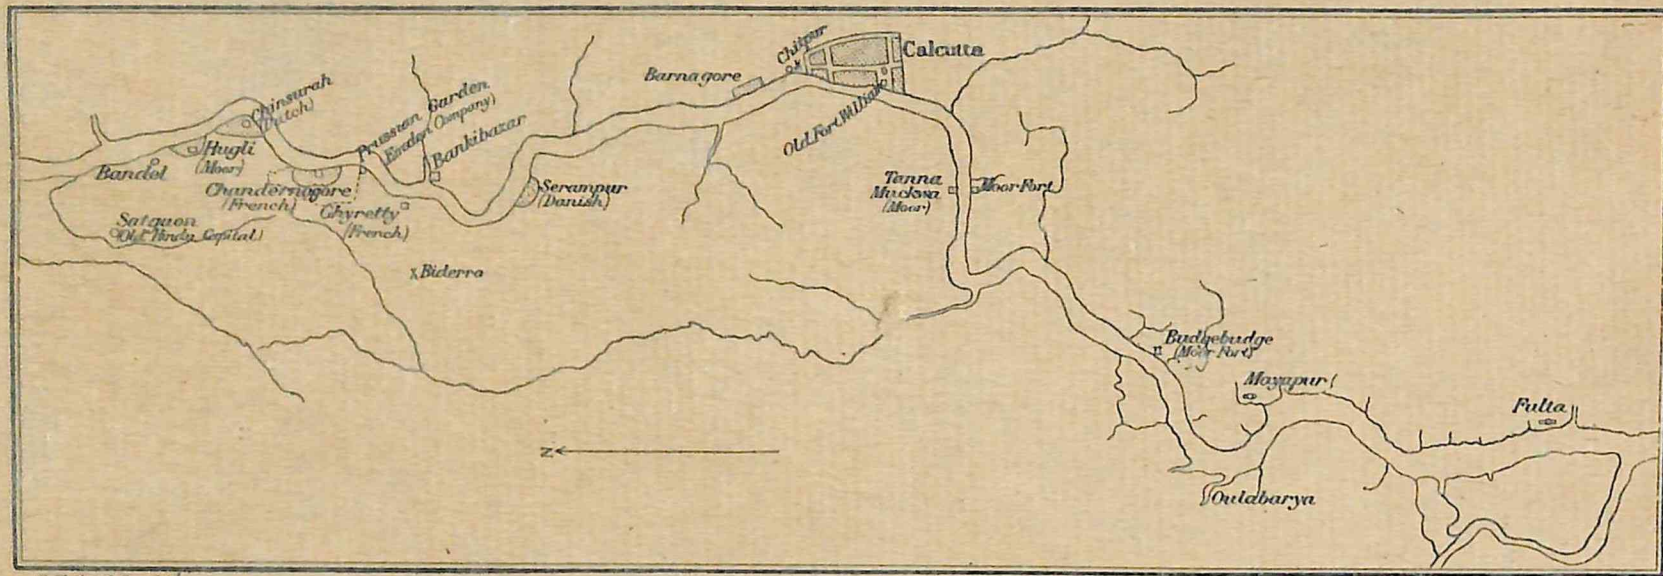 Chitpur
Calcutta
Barnagore
Old Fort William
Chinsurah
(Dutch)
Prussian Garden
(Emden Company)
Bankibazar
Hugli
(Moor)
Bandel
Chandernagore
(French)
Ghyretty
(French)
Serampur
(Danish)
Tanna
Muckwa
(Moor)
Moor Fort
Satgaon
(Old Hindu Capital)
Biderra
Budgebudge
(Moor Fort)
Mayapur
Fulta
N
Oulabarya